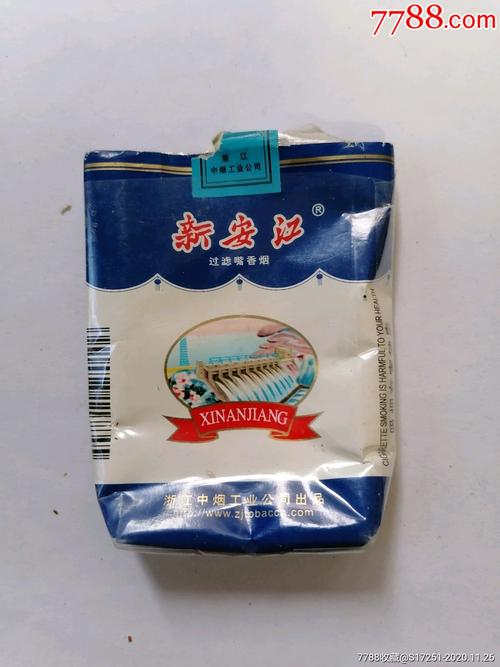 7788.com
浙江
中烟工业公司
新安江®
过滤嘴香烟
XINANJIANG
CIGARETTE SMOKING IS HARMFUL TO YOUR HEALTH
浙江中烟工业公司出品
http://www.zjtobacco.com
7788收藏@S17251-2020.11.26